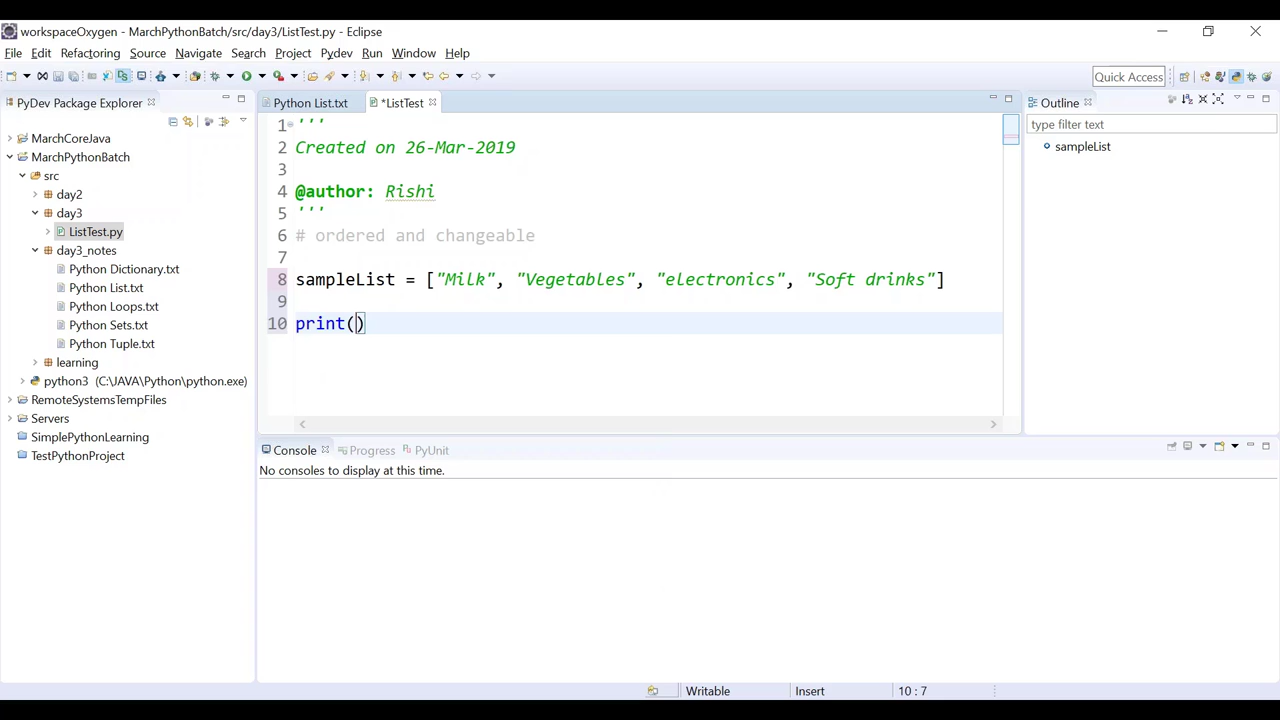 workspaceOxygen - MarchPythonBatch/src/day3/ListTest.py - Eclipse
File Edit Refactoring Source Navigate Search Project Pydev Run Window Help
Quick Access
PyDev Package Explorer
MarchCoreJava
MarchPythonBatch
src
day2
day3
ListTest.py
day3_notes
Python Dictionary.txt
Python List.txt
Python Loops.txt
Python Sets.txt
Python Tuple.txt
learning
python3 (C:\JAVA\Python\python.exe)
RemoteSystemsTempFiles
Servers
SimplePythonLearning
TestPythonProject
Python List.txt *ListTest
1 '''
2 Created on 26-Mar-2019
3
4 @author: Rishi
5 '''
6 # ordered and changeable
7
8 sampleList = ["Milk", "Vegetables", "electronics", "Soft drinks"]
9
10 print()
Outline
type filter text
sampleList
Console Progress PyUnit
No consoles to display at this time.
Writable Insert 10 : 7